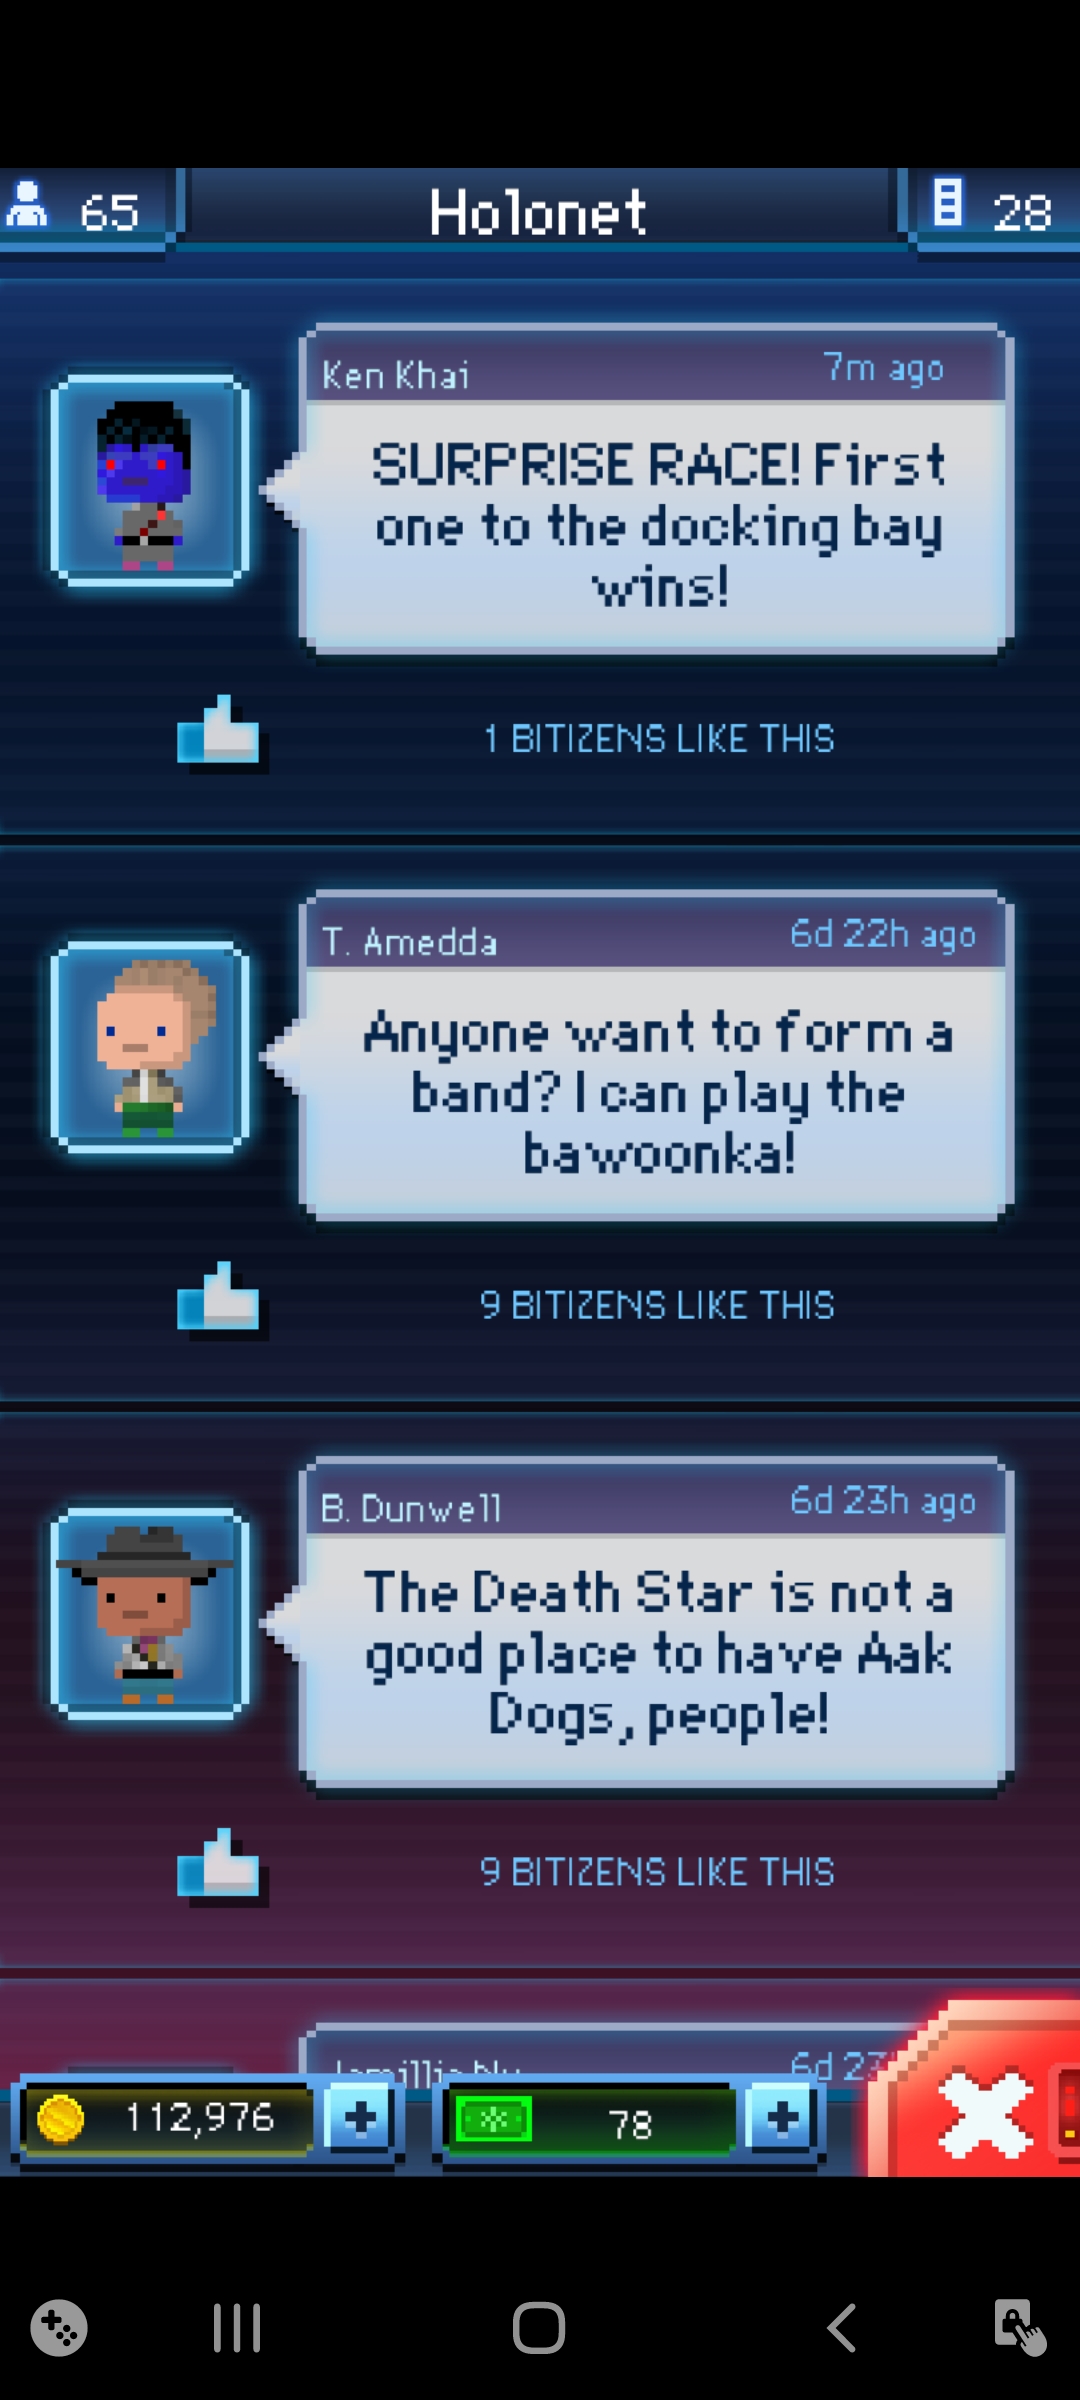 65
Holonet
28
Ken Khai
7m ago
SURPRISE RACE! First
one to the docking bay
wins!
1 BITIZENS LIKE THIS
T. Amedda
6d 22h ago
Anyone want to form a
band? I can play the
bawoonka!
9 BITIZENS LIKE THIS
B. Dunwell
6d 23h ago
The Death Star is not a
good place to have Aak
Dogs, people!
9 BITIZENS LIKE THIS
6d
112,976
78